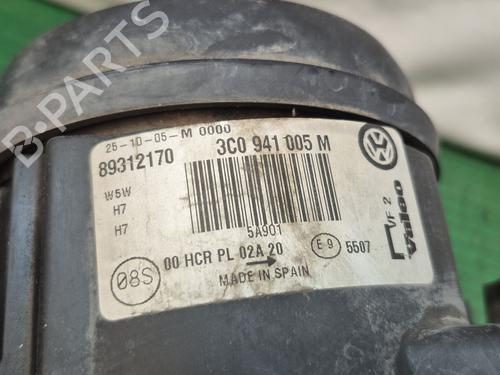 B-PARTS
25-10-05-M 0000
89312170
3C0 941 005 M
W5W
H7
H7
5A901
VF 2
Valeo
08S
00 HCR PL 02A 20
E 9
5507
MADE IN SPAIN